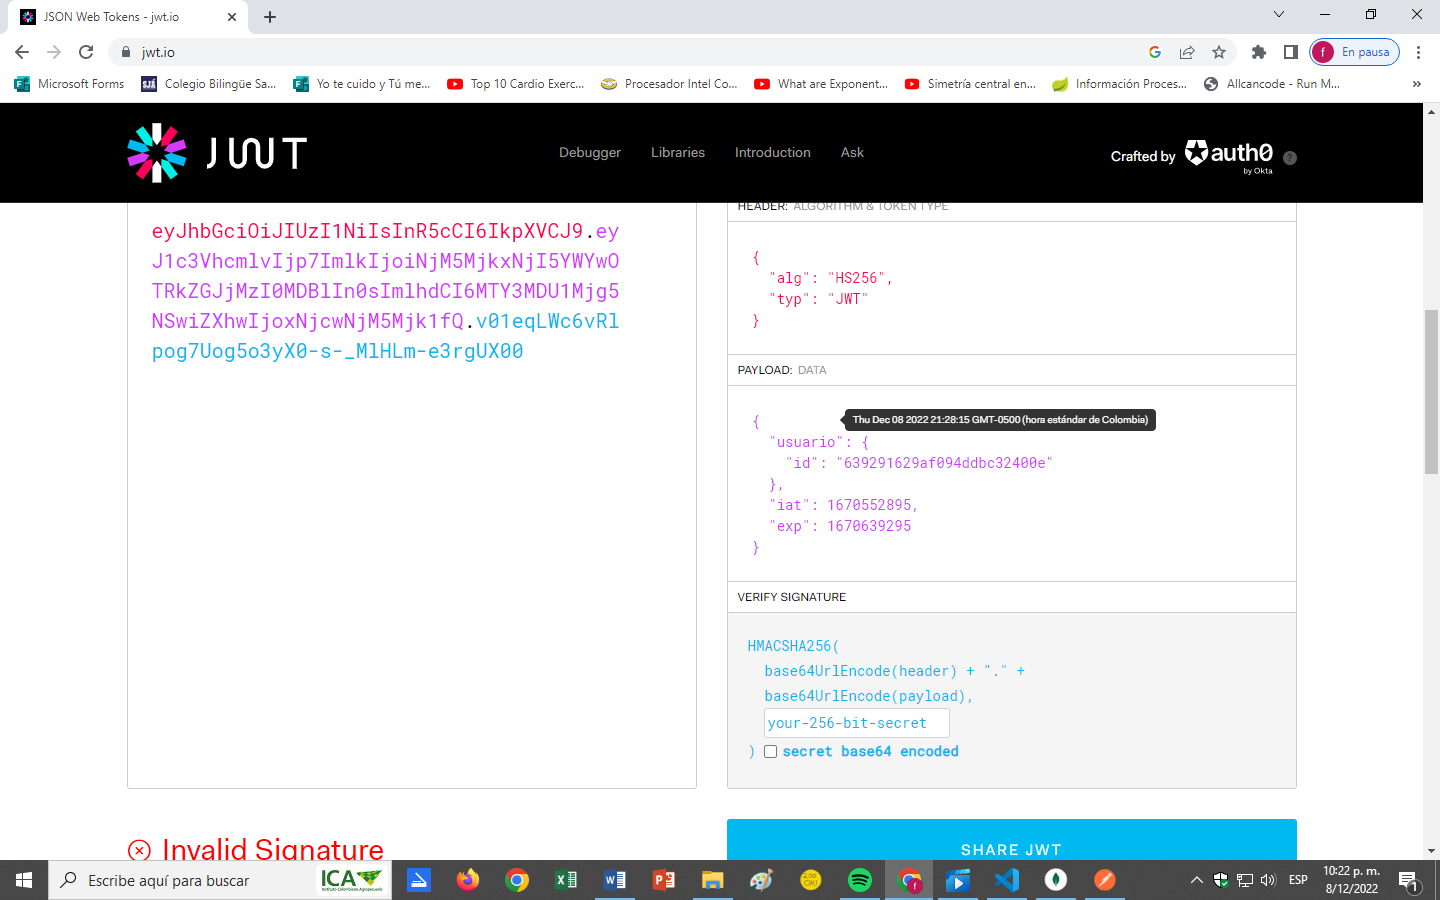 JSON Web Tokens - jwt.io
jwt.io
f En pausa
Microsoft Forms
SJÁ Colegio Bilingüe Sa...
Yo te cuido y Tú me...
Top 10 Cardio Exerc...
Procesador Intel Co...
What are Exponent...
Simetría central en...
Información Proces...
Allcancode - Run M...
»
JWT
Debugger Libraries Introduction Ask
Crafted by auth0 ?
by Okta
HEADER: ALGORITHM & TOKEN TYPE
eyJhbGciOiJIUzI1NiIsInR5cCI6IkpXVCJ9.ey
J1c3VhcmlvIjp7ImlkIjoiNjM5MjkxNjI5YWYwO
TRkZGJjMzI0MDBlIn0sImlhdCI6MTY3MDU1Mjg5
NSwiZXhwIjoxNjcwNjM5Mjk1fQ.v01eqLWc6vRl
pog7Uog5o3yX0-s-_MlHLm-e3rgUX00
{
"alg": "HS256",
"typ": "JWT"
}
PAYLOAD: DATA
Thu Dec 08 2022 21:28:15 GMT-0500 (hora estándar de Colombia)
{
"usuario": {
"id": "639291629af094ddbc32400e"
},
"iat": 1670552895,
"exp": 1670639295
}
VERIFY SIGNATURE
HMACSHA256(
base64UrlEncode(header) + "." +
base64UrlEncode(payload),
your-256-bit-secret
) secret base64 encoded
Invalid Signature
SHARE JWT
Escribe aquí para buscar
ICA
ESP
10:22 p. m.
8/12/2022
1